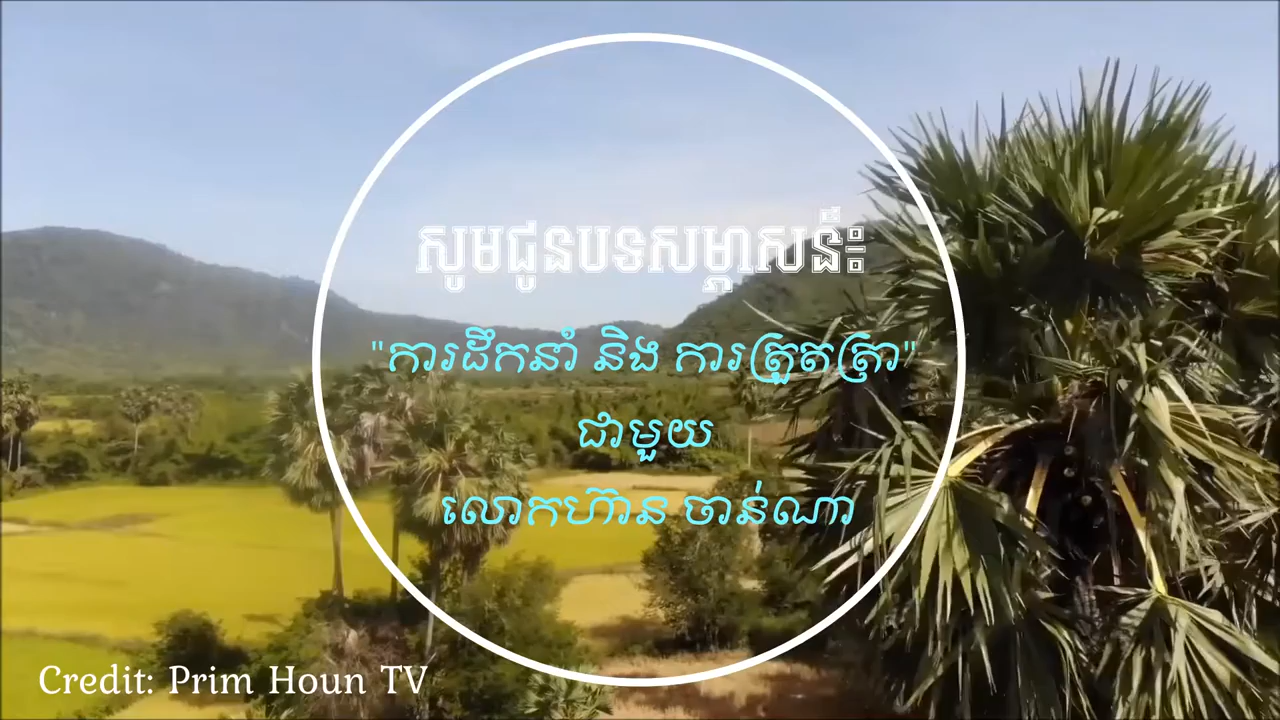 សូមជូនបទសម្ភាសន៍ៈ
"ការដឹកនាំ និង ការត្រួតត្រា"
ជាមួយ
លោកហ៊ាន ចាន់ណា
Credit: Prim Houn TV